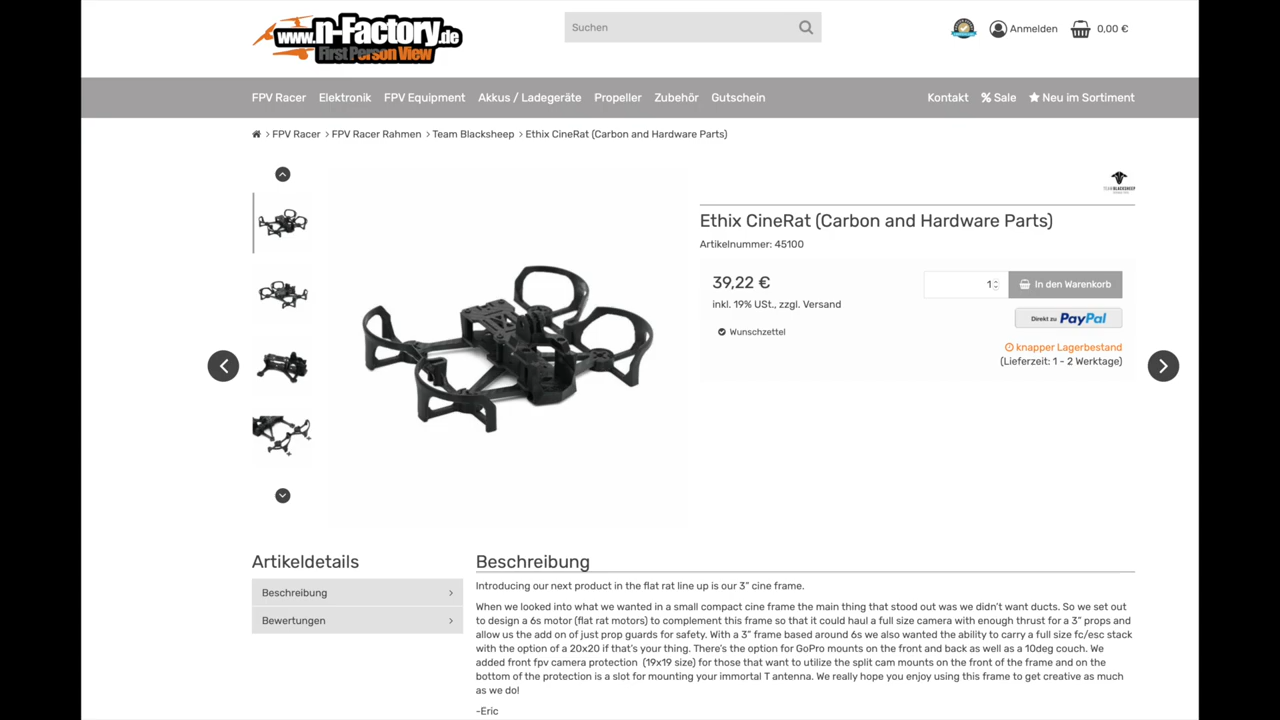 www.n-Factory.de
First Person View
Suchen
Anmelden
0,00 €
FPV Racer Elektronik FPV Equipment Akkus / Ladegeräte Propeller Zubehör Gutschein Kontakt % Sale Neu im Sortiment
> FPV Racer > FPV Racer Rahmen > Team Blacksheep > Ethix CineRat (Carbon and Hardware Parts)
TEAM BLACKSHEEP
Ethix CineRat (Carbon and Hardware Parts)
Artikelnummer: 45100
39,22 €
1
In den Warenkorb
inkl. 19% USt., zzgl. Versand
Direkt zu PayPal
Wunschzettel
knapper Lagerbestand
(Lieferzeit: 1 - 2 Werktage)
Artikeldetails
Beschreibung
Bewertungen
Beschreibung
Introducing our next product in the flat rat line up is our 3” cine frame.
When we looked into what we wanted in a small compact cine frame the main thing that stood out was we didn’t want ducts. So we set out
to design a 6s motor (flat rat motors) to complement this frame so that it could haul a full size camera with enough thrust for a 3” props and
allow us the add on of just prop guards for safety. With a 3” frame based around 6s we also wanted the ability to carry a full size fc/esc stack
with the option of a 20x20 if that’s your thing. There’s the option for GoPro mounts on the front and back as well as a 10deg couch. We
added front fpv camera protection (19x19 size) for those that want to utilize the split cam mounts on the front of the frame and on the
bottom of the protection is a slot for mounting your immortal T antenna. We really hope you enjoy using this frame to get creative as much
as we do!
-Eric